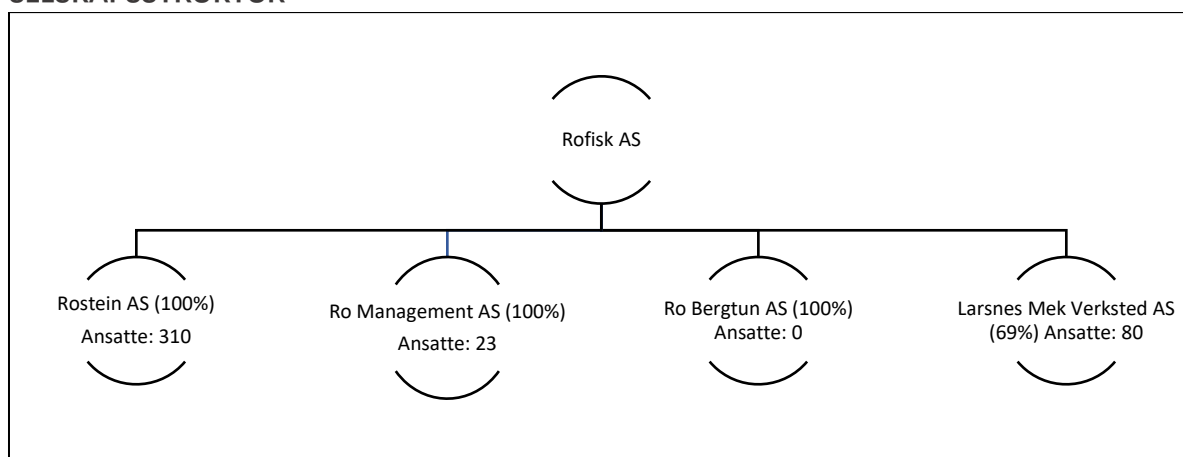 Rofisk AS
Rostein AS (100%)
Ansatte: 310
Ro Management AS (100%)
Ansatte: 23
Ro Bergtun AS (100%)
Ansatte: 0
Larsnes Mek Verksted AS
(69%) Ansatte: 80